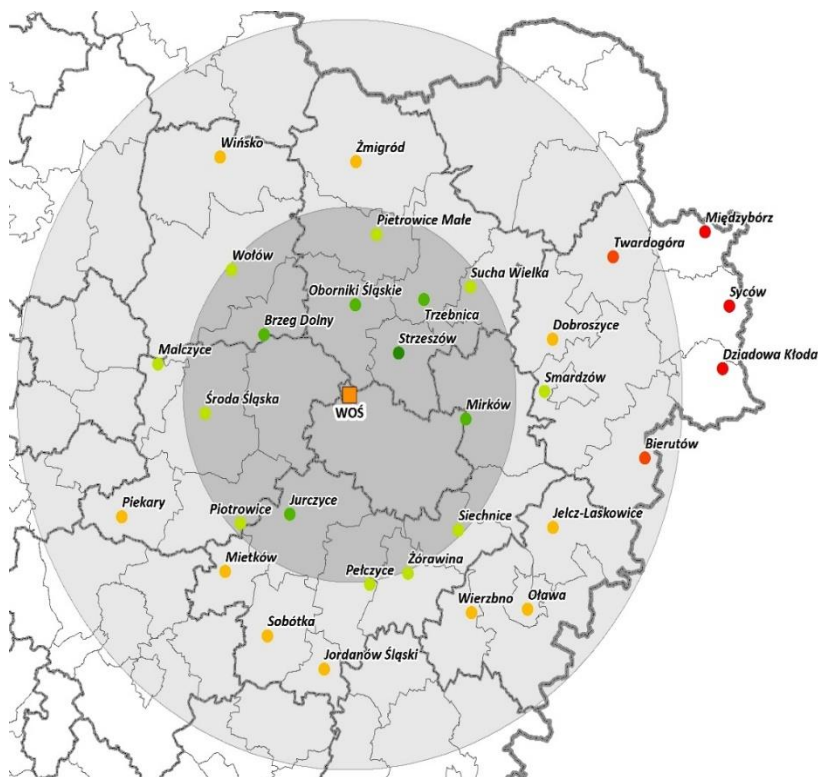 Wińsko
Żmigród
Pietrowice Małe
Międzybórz
Twardogóra
Wołów
Sucha Wielka
Oborniki Śląskie
Syców
Trzebnica
Brzeg Dolny
Dobroszyce
Strzeszów
Malczyce
Dziadowa Kłoda
Smardzów
Środa Śląska
WOŚ
Mirków
Bierutów
Piekary
Piotrowice
Jurczyce
Siechnice
Jelcz-Laskowice
Mietków
Pełczyce
Żórawina
Wierzbno
Oława
Sobótka
Jordanów Śląski